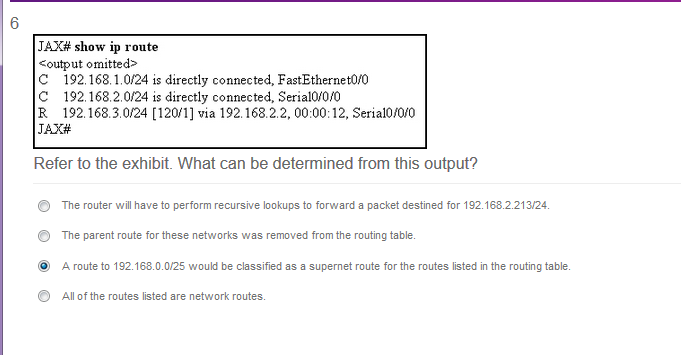 6
JAX# show ip route
<output omitted>
C 192.168.1.0/24 is directly connected, FastEthernet0/0
C 192.168.2.0/24 is directly connected, Serial0/0/0
R 192.168.3.0/24 [120/1] via 192.168.2.2, 00:00:12, Serial0/0/0
JAX#
Refer to the exhibit. What can be determined from this output?
The router will have to perform recursive lookups to forward a packet destined for 192.168.2.213/24.
The parent route for these networks was removed from the routing table.
A route to 192.168.0.0/25 would be classified as a supernet route for the routes listed in the routing table.
All of the routes listed are network routes.